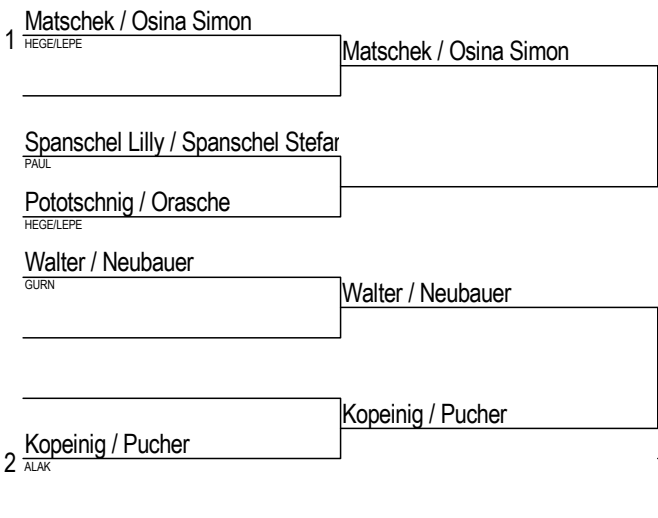 Matschek / Osina Simon
1 HEGE/LEPE
Matschek / Osina Simon
Spanschel Lilly / Spanschel Stefar
PAUL
Pototschnig / Orasche
HEGE/LEPE
Walter / Neubauer
GURN
Walter / Neubauer
Kopeinig / Pucher
Kopeinig / Pucher
2 ALAK